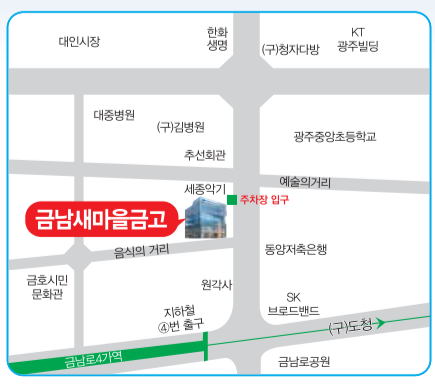 대인시장
한화
생명
(구)청자다방
KT
광주빌딩
대중병원
(구)김병원
광주중앙초등학교
추선회관
예술의거리
세종악기
주차장 입구
금남새마을금고
음식의 거리
동양저축은행
금호시민
문화관
원각사
SK
브로드밴드
지하철
④번 출구
(구)도청
금남로4가역
금남로공원